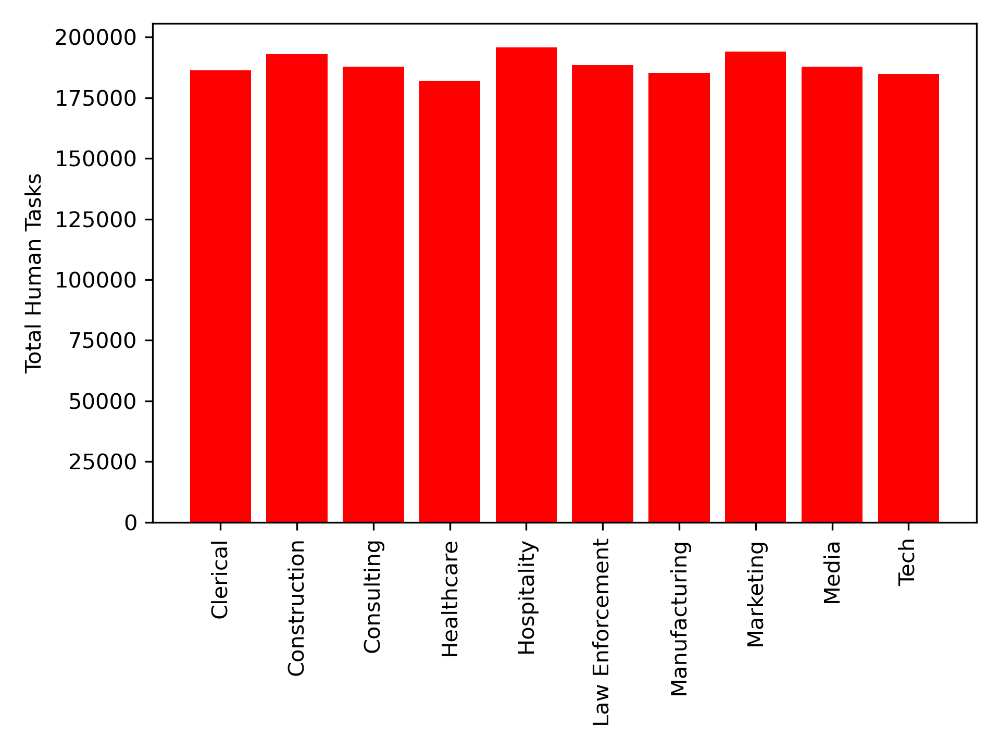 Total Human Tasks
200000
175000
150000
125000
100000
75000
50000
25000
0
Clerical
Construction
Consulting
Healthcare
Hospitality
Law Enforcement
Manufacturing
Marketing
Media
Tech